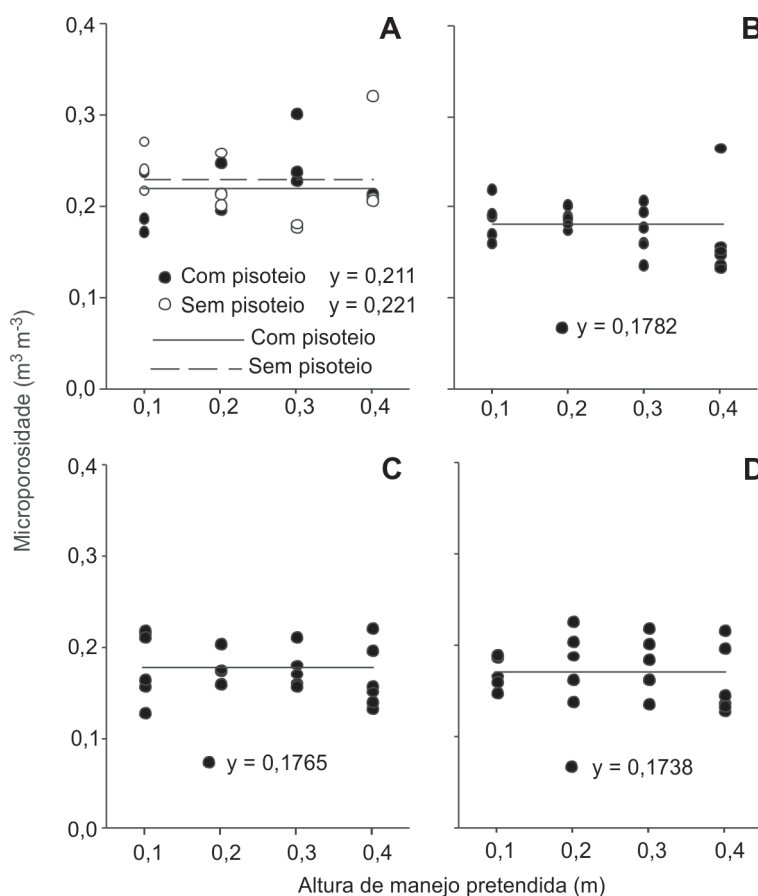 Microporosidade (m³ m⁻³)
0,4
0,3
0,2
0,1
0,0
A
Com pisoteio y = 0,211
Sem pisoteio y = 0,221
Com pisoteio
Sem pisoteio
0,1 0,2 0,3 0,4
B
y = 0,1782
0,1 0,2 0,3 0,4
0,4
0,3
0,2
0,1
0,0
C
y = 0,1765
0,1 0,2 0,3 0,4
D
y = 0,1738
0,1 0,2 0,3 0,4
Altura de manejo pretendida (m)